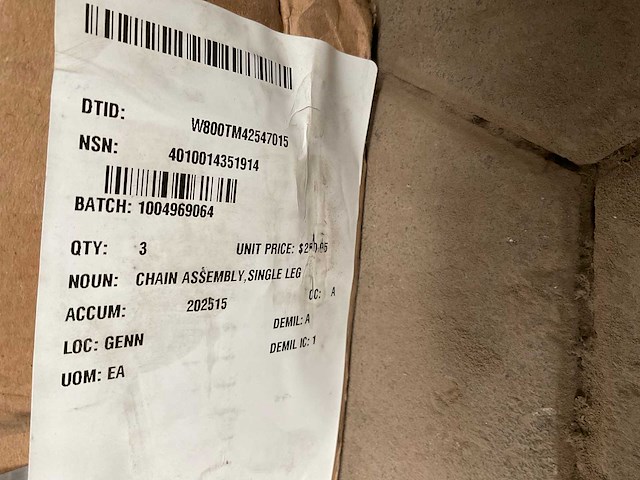 DTID: W800TM42547015
NSN: 4010014351914
BATCH: 1004969064
QTY: 3 UNIT PRICE:
NOUN: CHAIN ASSEMBLY,SINGLE LEG
ACCUM: 202515 CC: A
LOC: GENN DEMIL: A
UOM: EA DEMIL IC: 1